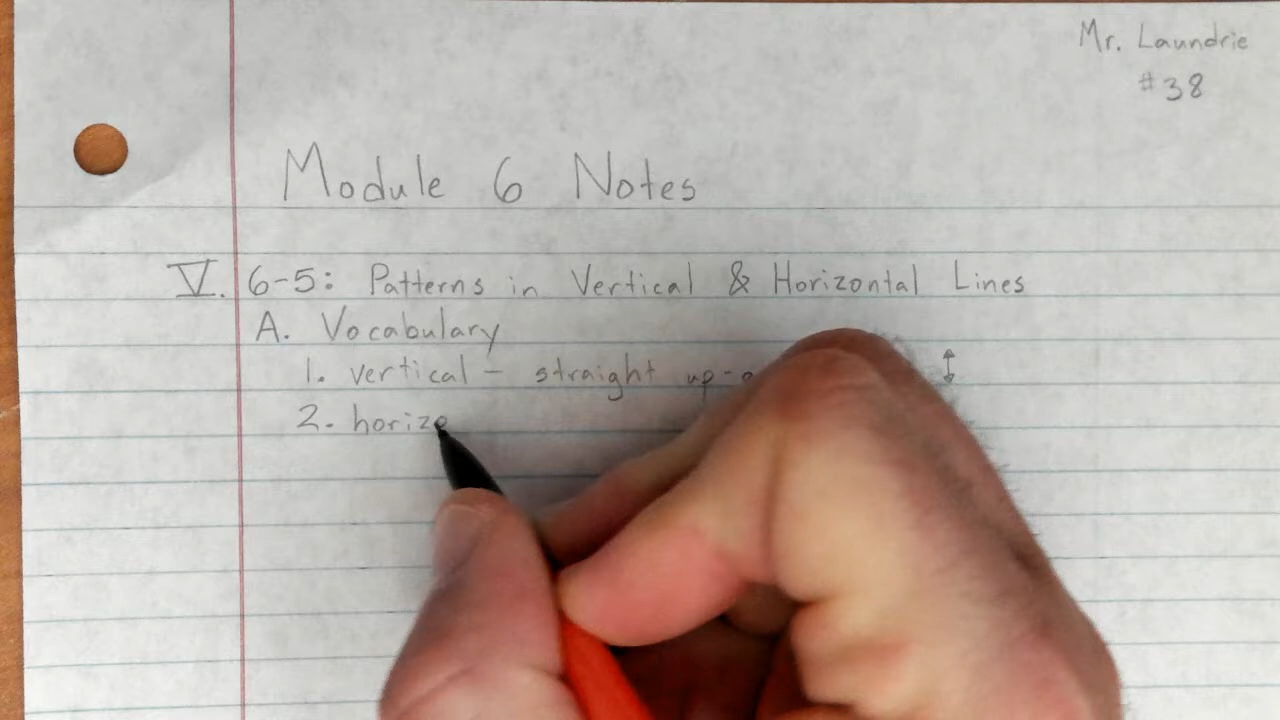 Mr. Laundrie
#38
Module 6 Notes
V. 6-5: Patterns in Vertical & Horizontal Lines
A. Vocabulary
1. vertical - straight up-
2. horizo